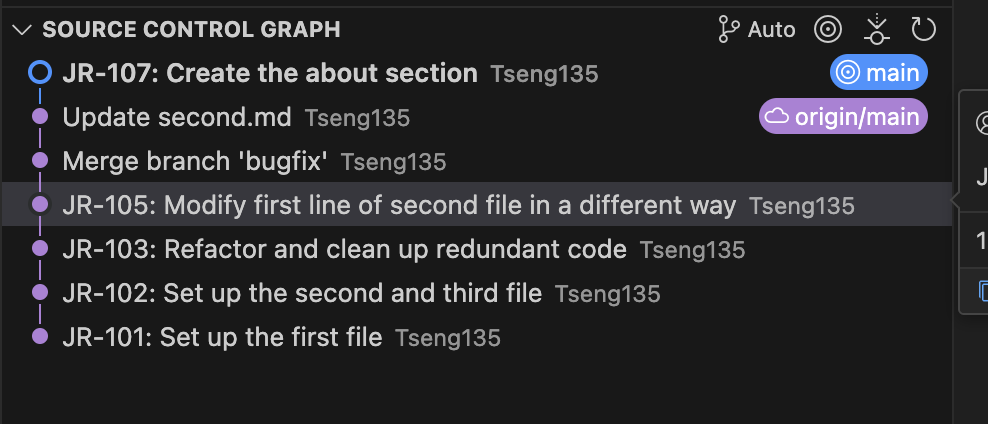 SOURCE CONTROL GRAPH Auto
JR-107: Create the about section Tseng135 main
Update second.md Tseng135 origin/main
Merge branch 'bugfix' Tseng135
JR-105: Modify first line of second file in a different way Tseng135
JR-103: Refactor and clean up redundant code Tseng135
JR-102: Set up the second and third file Tseng135
JR-101: Set up the first file Tseng135